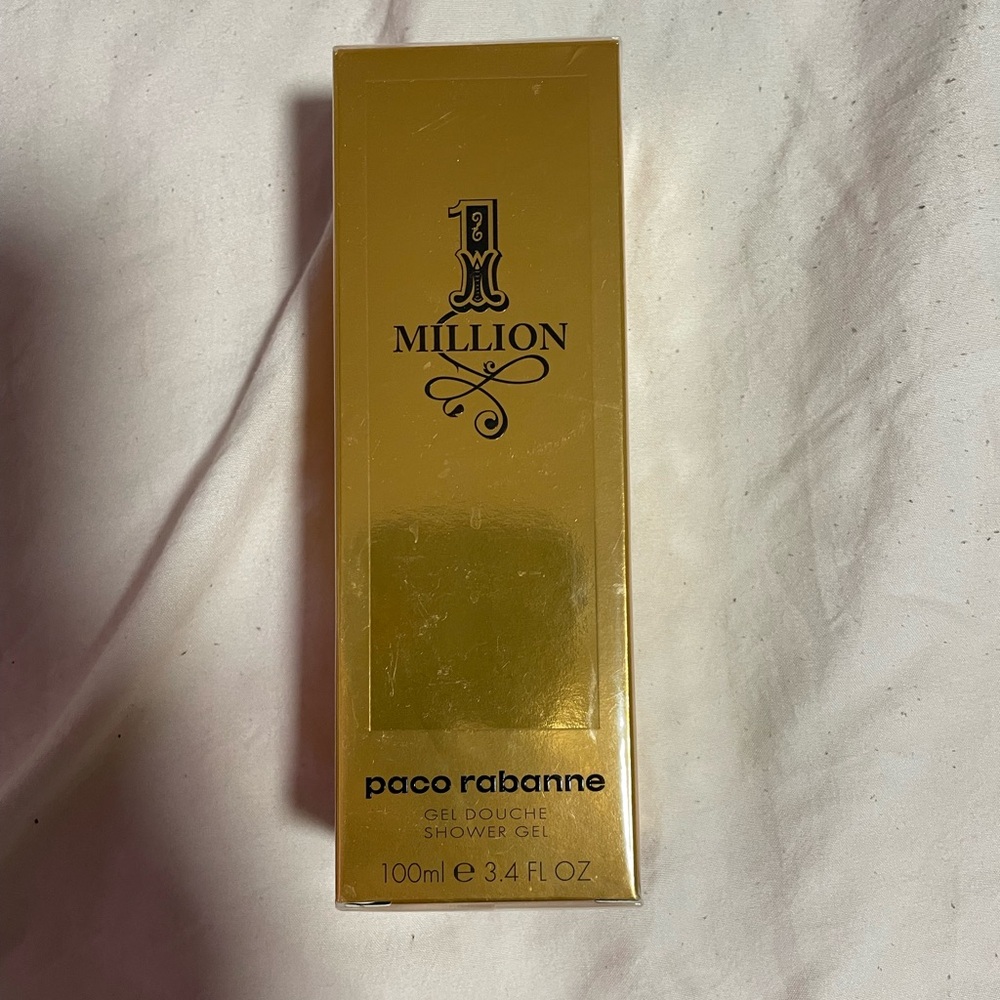 1
MILLION
paco rabanne
GEL DOUCHE
SHOWER GEL
100ml e 3.4 FL OZ